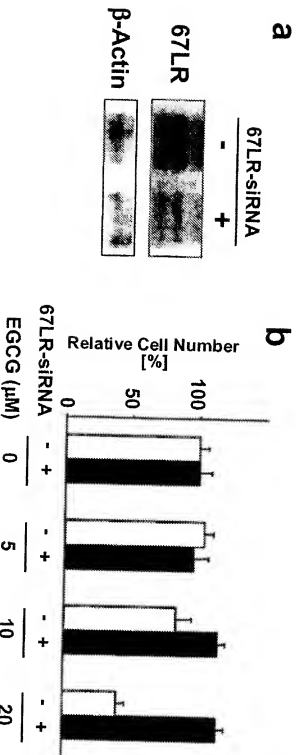 a
67LR-siRNA
- +
67LR
β-Actin
b
Relative Cell Number
[%]
100
50
0
67LR-siRNA - + - + - + - +
EGCG (μM) 0 5 10 20